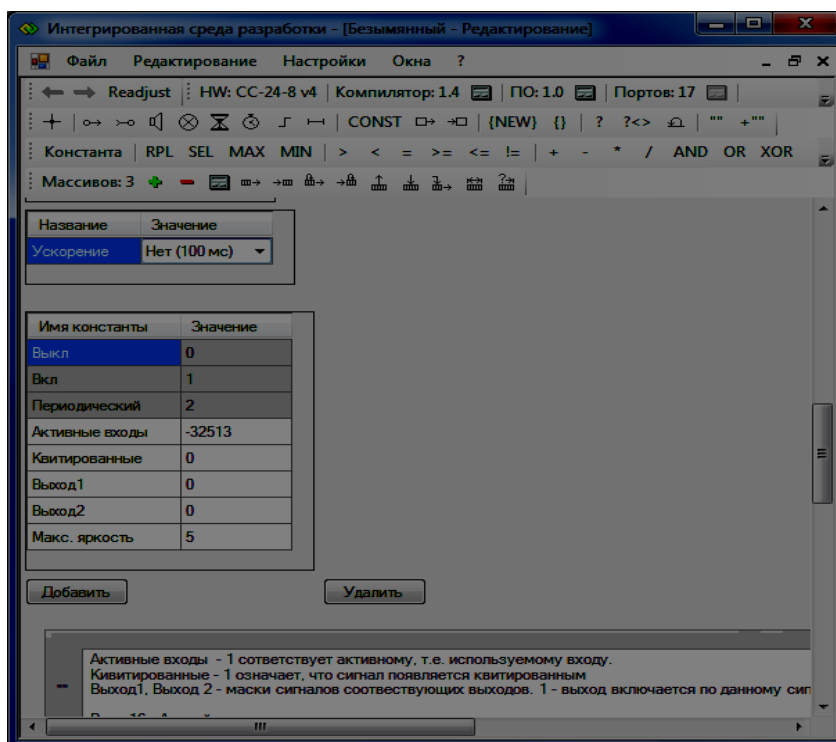 Интегрированная среда разработки - [Безымянный - Редактирование]
Файл Редактирование Настройки Окна ?
Readjust HW: CC-24-8 v4 Компилятор: 1.4 ПО: 1.0 Портов: 17
CONST {NEW} {} ? ?<> "" +""
Константа RPL SEL MAX MIN > < = >= <= != + - * / AND OR XOR
Массивов: 3
Название Значение
Ускорение Нет (100 мс)
Имя константы Значение
Выкл 0
Вкл 1
Периодический 2
Активные входы -32513
Квитированные 0
Выход1 0
Выход2 0
Макс. яркость 5
Добавить Удалить
Активные входы - 1 сответствует активному, т.е. используемому входу.
Кивитированные - 1 означает, что сигнал появляется квитированным
Выход1, Выход 2 - маски сигналов соотвествующих выходов. 1 - выход включается по данному сиг